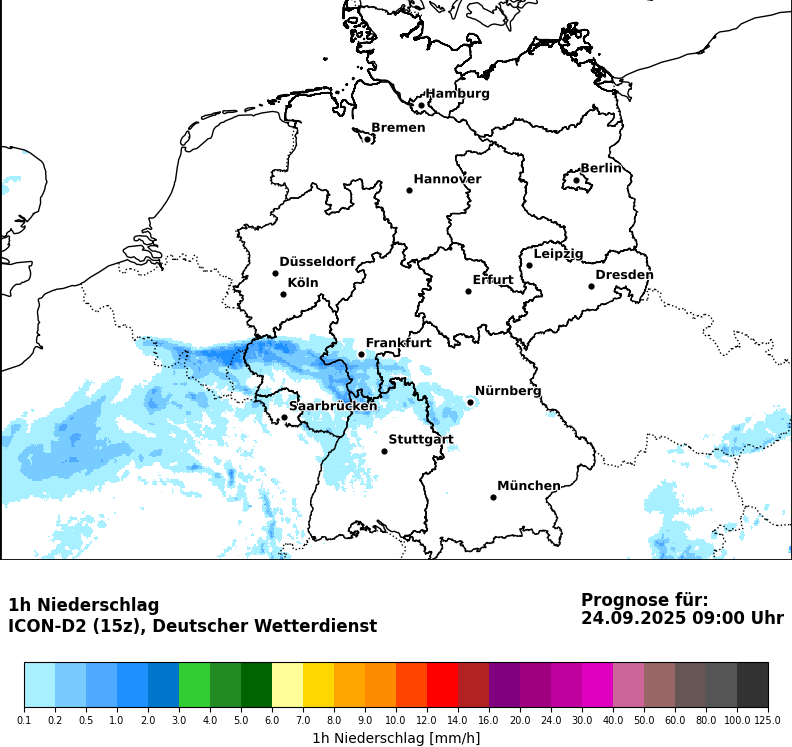 Hamburg
Bremen
Berlin
Hannover
Leipzig
Düsseldorf
Dresden
Köln
Erfurt
Frankfurt
Nürnberg
Saarbrücken
Stuttgart
München
1h Niederschlag
ICON-D2 (15z), Deutscher Wetterdienst
Prognose für:
24.09.2025 09:00 Uhr
0.1 0.2 0.5 1.0 2.0 3.0 4.0 5.0 6.0 7.0 9.0 10.0 12.0 14.0 16.0 20.0 24.0 30.0 40.0 50.0 60.0 80.0 100.0 125.0
1h Niederschlag [mm/h]